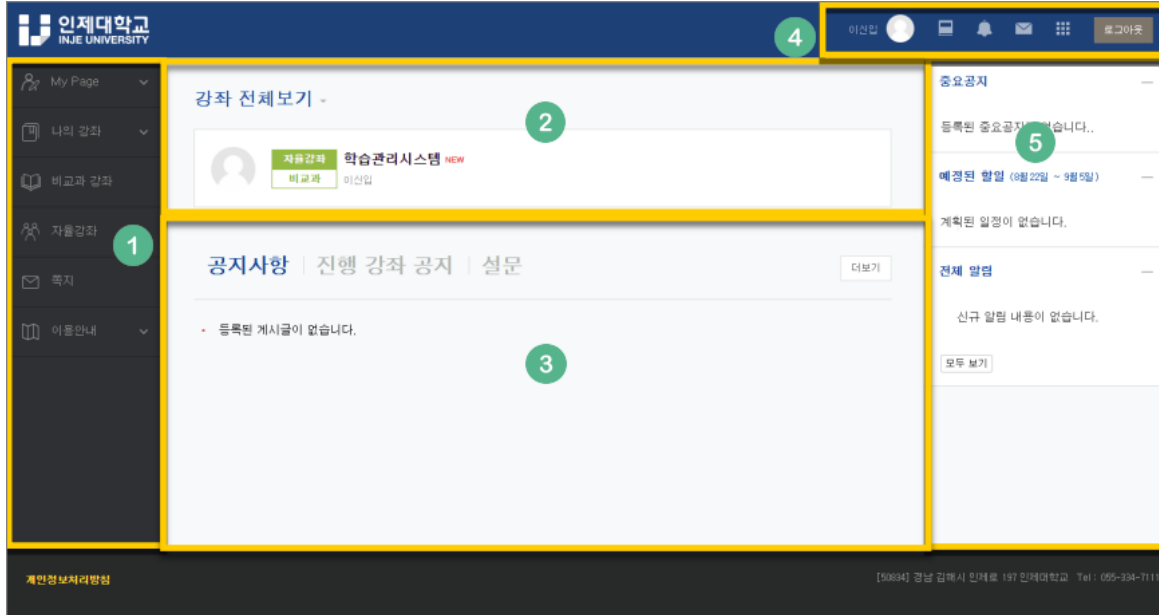 인제대학교
INJE UNIVERSITY
4
이신입
로그아웃
My Page
나의 강좌
비교과 강좌
자율강좌
1
쪽지
이용안내
강좌 전체보기
2
자율강좌
학습관리시스템 NEW
비교과
이신입
공지사항 | 진행 강좌 공지 | 설문
더보기
등록된 게시글이 없습니다.
3
중요공지
등록된 중요공지 없습니다..
5
예정된 할일 (8월22일 ~ 9월5일)
계획된 일정이 없습니다.
전체 알림
신규 알림 내용이 없습니다.
모두 보기
개인정보처리방침
[50834] 경남 김해시 인제로 197 인제대학교 Tel : 055-334-7111